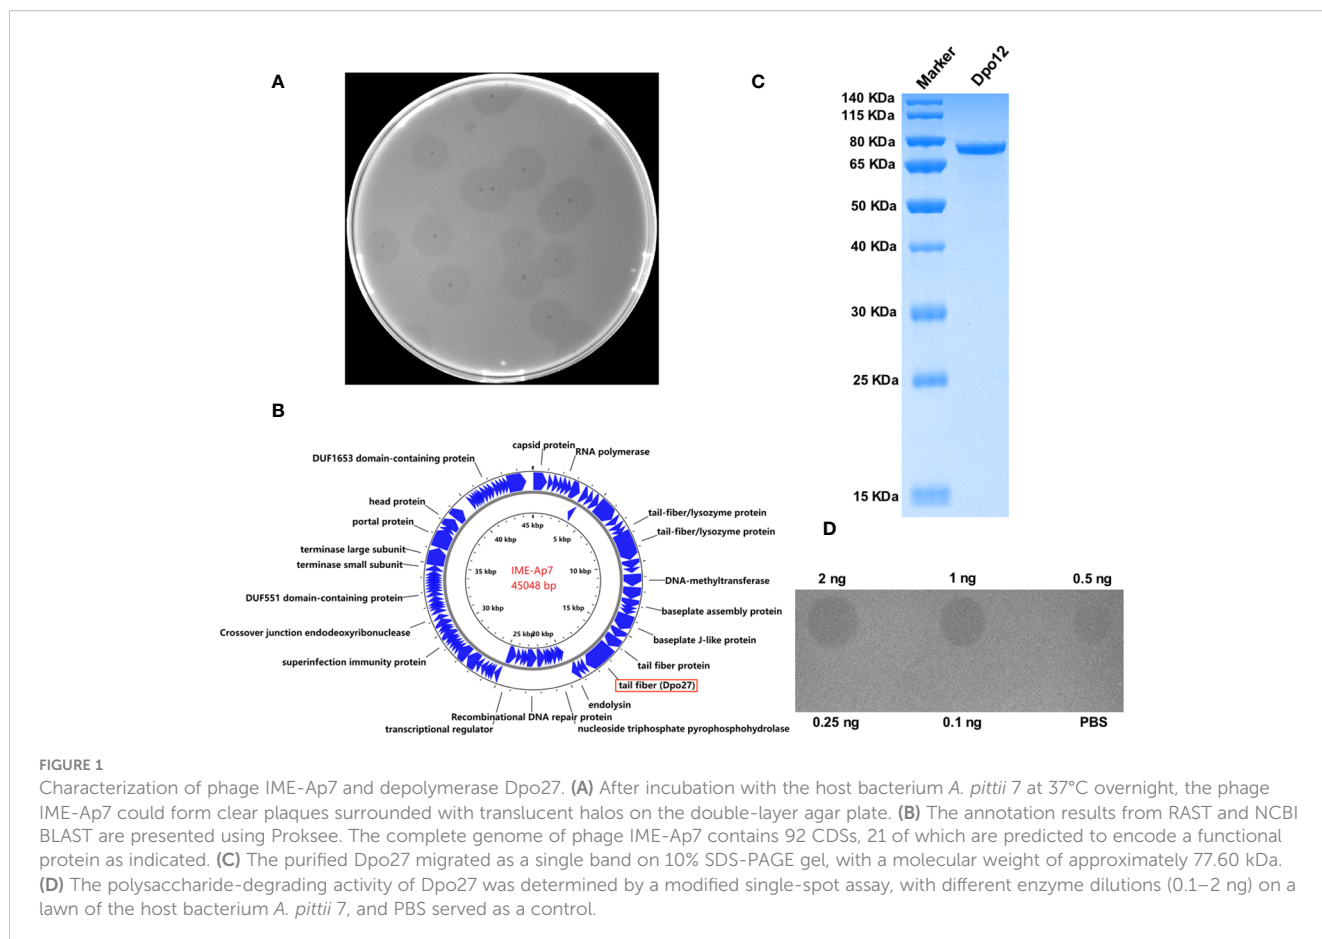 A
B
DUF1653 domain-containing protein
capsid protein
RNA polymerase
head protein
portal protein
terminase large subunit
terminase small subunit
DUF551 domain-containing protein
Crossover junction endodeoxyribonuclease
superinfection immunity protein
tail-fiber/lysozyme protein
tail-fiber/lysozyme protein
DNA-methyltransferase
baseplate assembly protein
baseplate J-like protein
tail fiber protein
tail fiber (Dpo27)
endolysin
Recombinational DNA repair protein
transcriptional regulator
nucleoside triphosphate pyrophosphohydrolase
45 kbp
40 kbp
5 kbp
35 kbp
10 kbp
30 kbp
15 kbp
25 kbp
20 kbp
IME-Ap7
45048 bp
C
Marker
Dpo12
140 KDa
115 KDa
80 KDa
65 KDa
50 KDa
40 KDa
30 KDa
25 KDa
15 KDa
D
2 ng 1 ng 0.5 ng
0.25 ng 0.1 ng PBS
FIGURE 1
Characterization of phage IME-Ap7 and depolymerase Dpo27. (A) After incubation with the host bacterium A. pittii 7 at 37°C overnight, the phage
IME-Ap7 could form clear plaques surrounded with translucent halos on the double-layer agar plate. (B) The annotation results from RAST and NCBI
BLAST are presented using Proksee. The complete genome of phage IME-Ap7 contains 92 CDSs, 21 of which are predicted to encode a functional
protein as indicated. (C) The purified Dpo27 migrated as a single band on 10% SDS-PAGE gel, with a molecular weight of approximately 77.60 kDa.
(D) The polysaccharide-degrading activity of Dpo27 was determined by a modified single-spot assay, with different enzyme dilutions (0.1–2 ng) on a
lawn of the host bacterium A. pittii 7, and PBS served as a control.